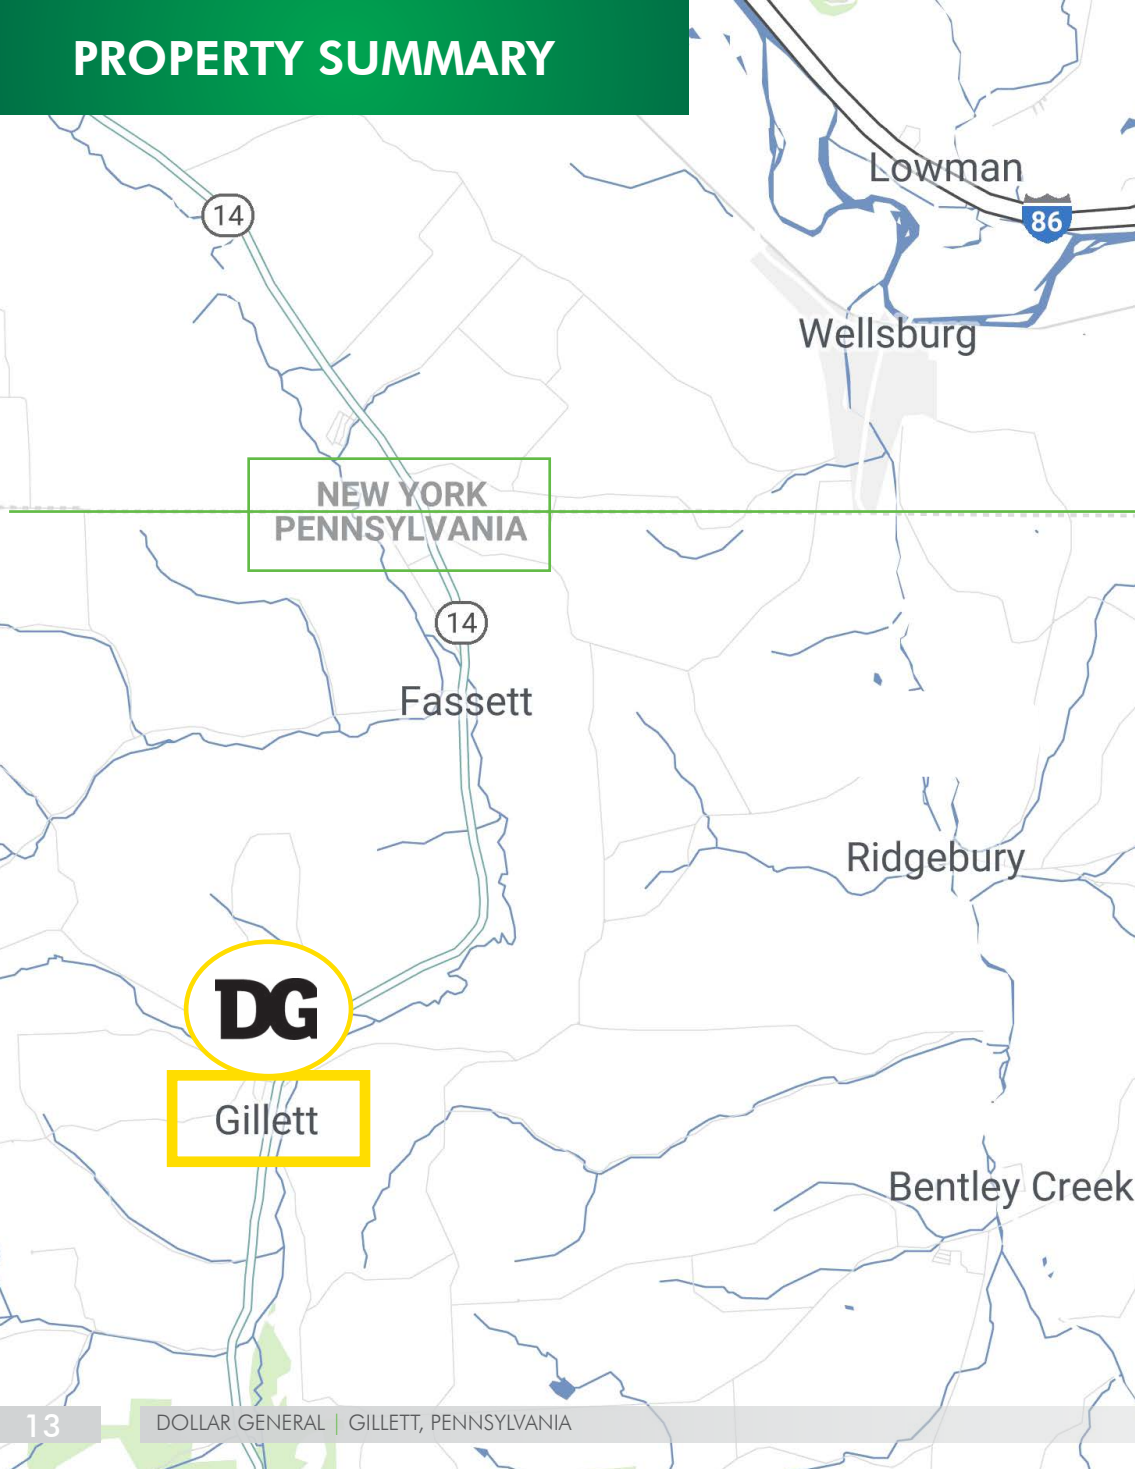 PROPERTY SUMMARY
Lowman
14
86
Wellsburg
NEW YORK
PENNSYLVANIA
14
Fassett
Ridgebury
DG
Gillett
Bentley Creek
13
DOLLAR GENERAL | GILLETT, PENNSYLVANIA